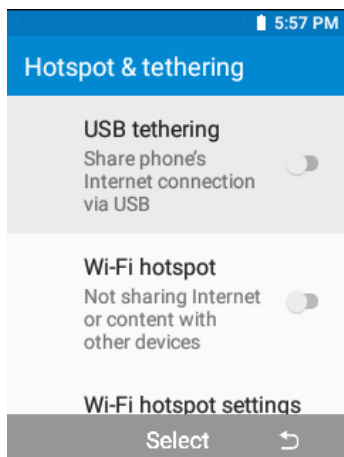 5:57 PM
Hotspot & tethering
USB tethering
Share phone's
Internet connection
via USB
Wi-Fi hotspot
Not sharing Internet
or content with
other devices
Wi-Fi hotspot settings
Select